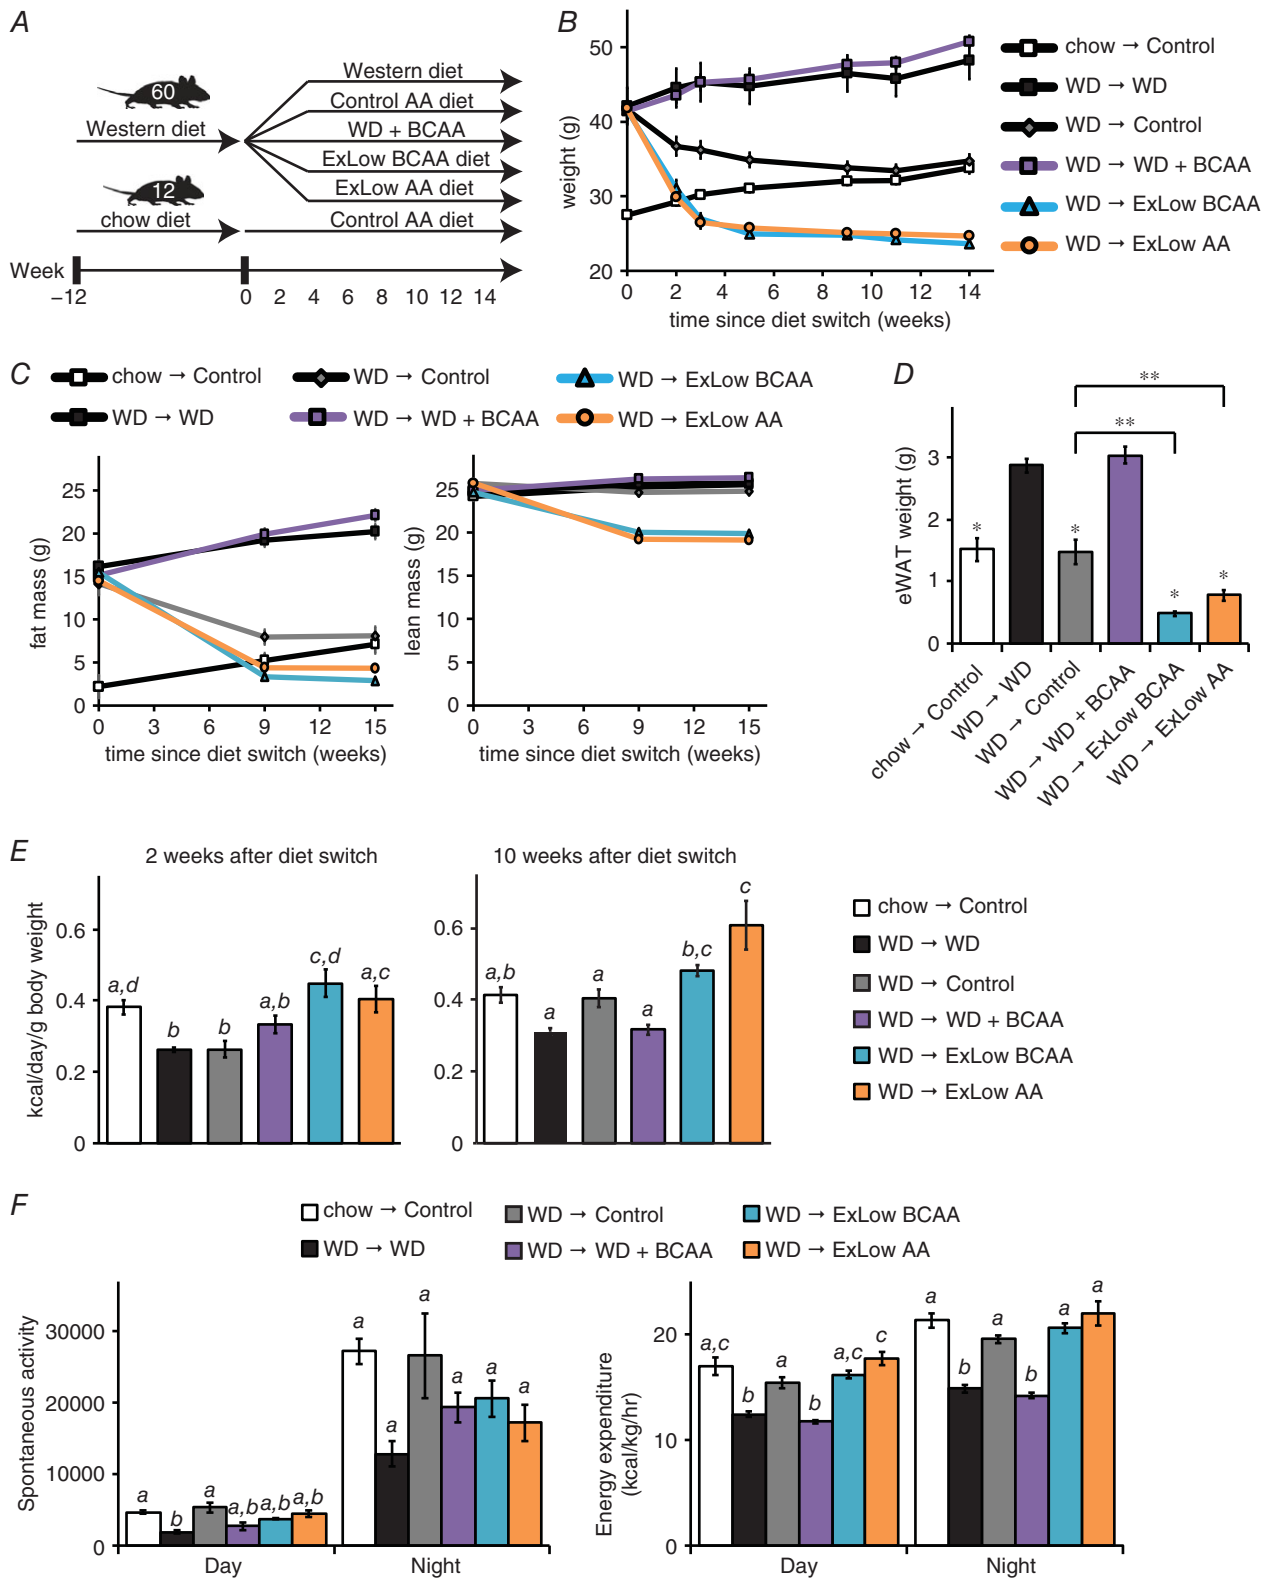 A
60
Western diet
12
chow diet
Western diet
Control AA diet
WD + BCAA
ExLow BCAA diet
ExLow AA diet
Control AA diet
Week
−12 0 2 4 6 8 10 12 14
B
weight (g)
50
40
30
20
0 2 4 6 8 10 12 14
time since diet switch (weeks)
chow → Control
WD → WD
WD → Control
WD → WD + BCAA
WD → ExLow BCAA
WD → ExLow AA
C
chow → Control
WD → Control
WD → ExLow BCAA
WD → WD
WD → WD + BCAA
WD → ExLow AA
fat mass (g)
25
20
15
10
5
0
0 3 6 9 12 15
time since diet switch (weeks)
lean mass (g)
25
20
15
10
5
0
0 3 6 9 12 15
time since diet switch (weeks)
D
eWAT weight (g)
3
2
1
0
**
**
* * * *
chow → Control
WD → WD
WD → Control
WD → WD + BCAA
WD → ExLow BCAA
WD → ExLow AA
E
2 weeks after diet switch
kcal/day/g body weight
0.6
0.4
0.2
0
a,d b b a,b c,d a,c
10 weeks after diet switch
0.6
0.4
0.2
0
a,b a a a b,c c
chow → Control
WD → WD
WD → Control
WD → WD + BCAA
WD → ExLow BCAA
WD → ExLow AA
F
chow → Control
WD → Control
WD → ExLow BCAA
WD → WD
WD → WD + BCAA
WD → ExLow AA
Spontaneous activity
30000
20000
10000
0
a b a a,b a,b a,b
a a a a a a
Day Night
Energy expenditure
(kcal/kg/hr)
20
10
0
a,c b a b a,c c
a b a b a a
Day Night